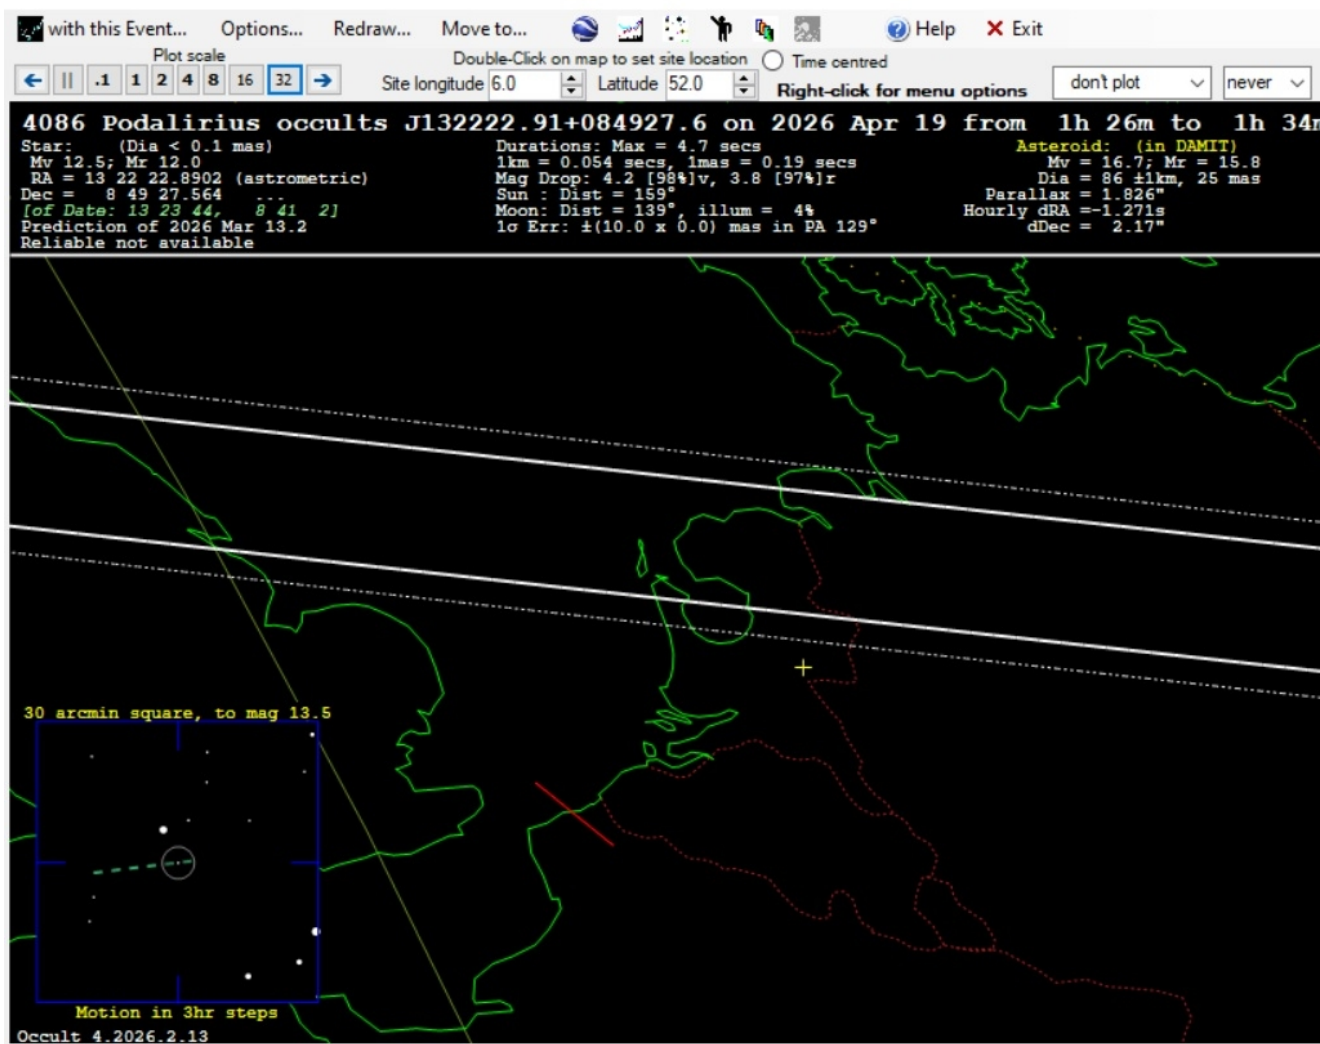 with this Event... Options... Redraw... Move to... Help Exit
Plot scale Double-Click on map to set site location Time centred
.1 1 2 4 8 16 32 Site longitude 6.0 Latitude 52.0 Right-click for menu options don't plot never
4086 Podalirius occults J132222.91+084927.6 on 2026 Apr 19 from 1h 26m to 1h 34m
Star: (Dia < 0.1 mas) Durations: Max = 4.7 secs Asteroid: (in DAMIT)
Mv 12.5; Mr 12.0 1km = 0.054 secs, 1mas = 0.19 secs Mv = 16.7; Mr = 15.8
RA = 13 22 22.8902 (astrometric) Mag Drop: 4.2 [98%]v, 3.8 [97%]r Dia = 86 ±1km, 25 mas
Dec = 8 49 27.564 ... Sun : Dist = 159° Parallax = 1.826"
[of Date: 13 23 44, 8 41 2] Moon: Dist = 139°, illum = 4% Hourly dRA =-1.271s
Prediction of 2026 Mar 13.2 1σ Err: ±(10.0 x 0.0) mas in PA 129° dDec = 2.17"
Reliable not available
30 arcmin square, to mag 13.5
Motion in 3hr steps
Occult 4.2026.2.13